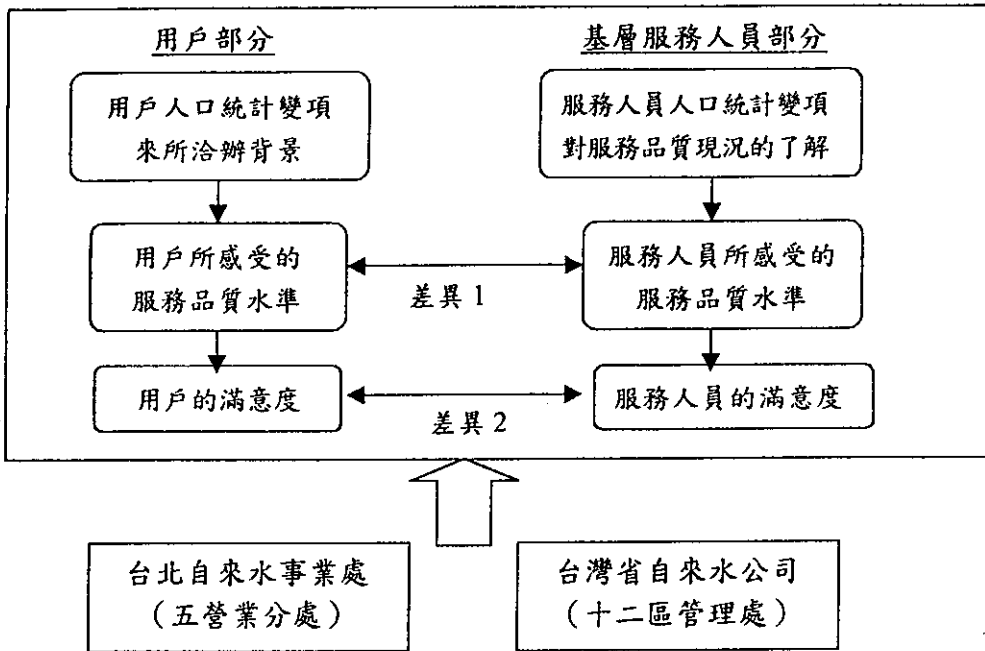 用戶部分
基層服務人員部分
用戶人口統計變項
來所洽辦背景
服務人員人口統計變項
對服務品質現況的了解
用戶所感受的
服務品質水準
差異1
服務人員所感受的
服務品質水準
用戶的滿意度
差異2
服務人員的滿意度
台北自來水事業處
（五營業分處）
台灣省自來水公司
（十二區管理處）